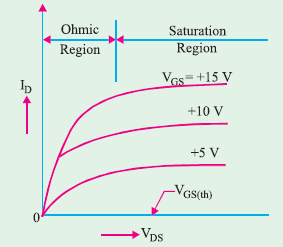 Ohmic
Region
Saturation
Region
V_GS = +15 V
I_D
+10 V
+5 V
V_GS(th)
0
V_DS